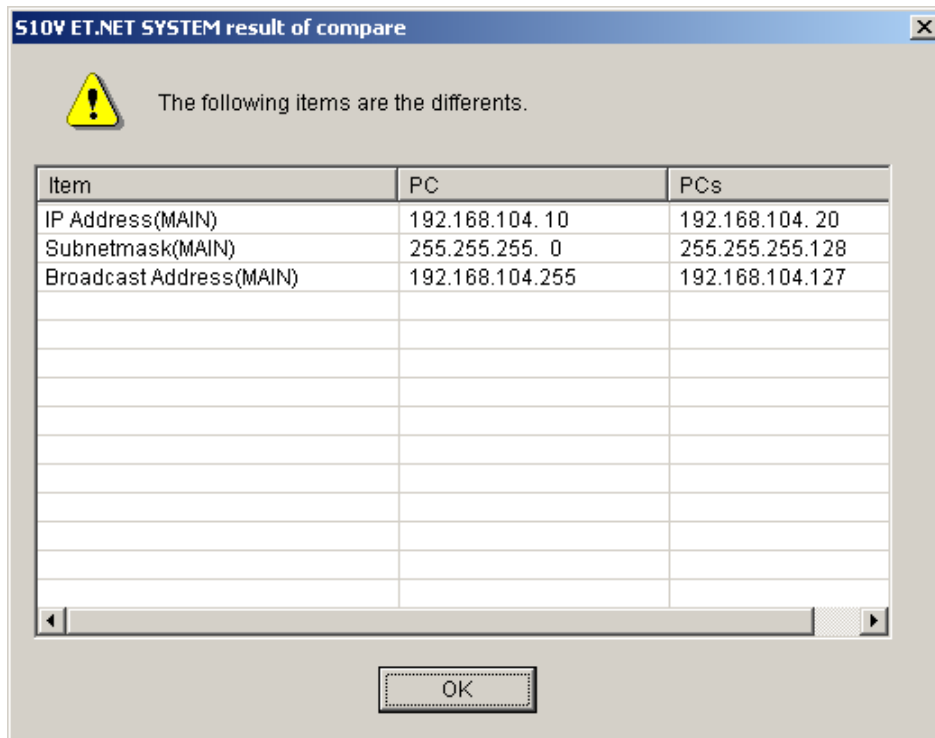 S10V ET.NET SYSTEM result of compare
The following items are the differents.
Item PC PCs
IP Address(MAIN) 192.168.104. 10 192.168.104. 20
Subnetmask(MAIN) 255.255.255. 0 255.255.255.128
Broadcast Address(MAIN) 192.168.104.255 192.168.104.127
OK